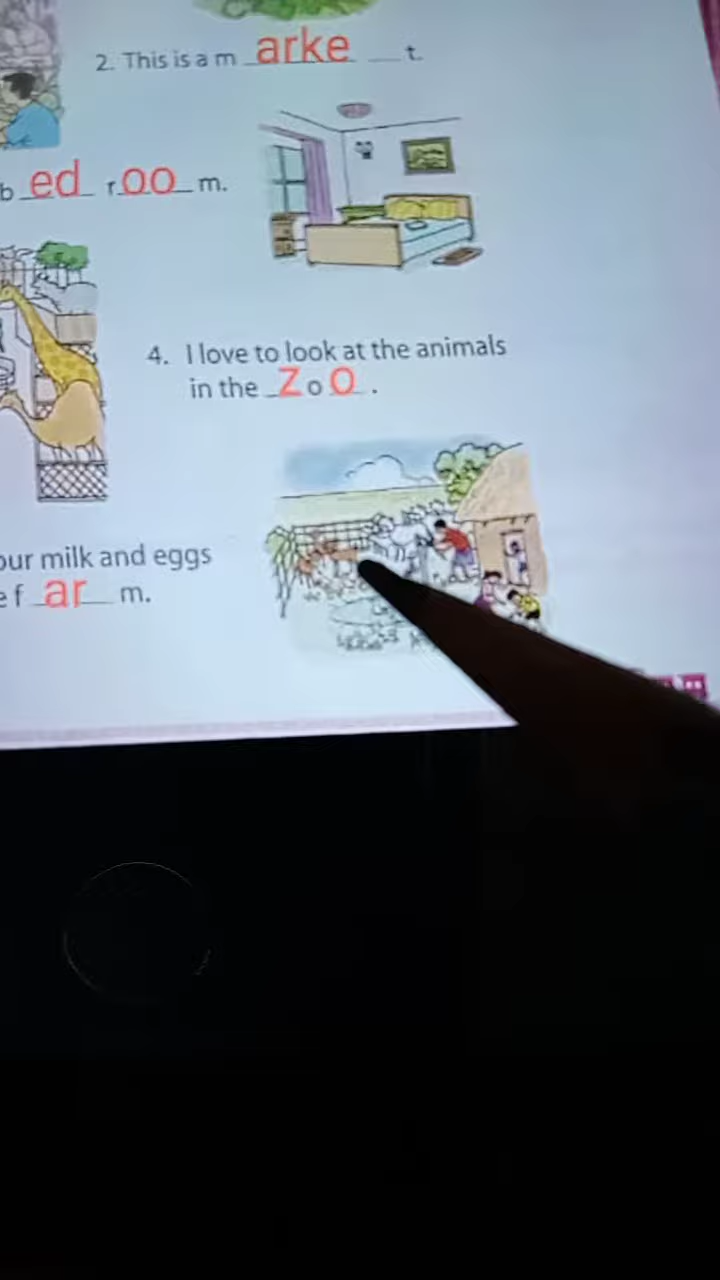 2. This is a m arke t.
b ed r oo m.
4. I love to look at the animals
in the Z o O .
our milk and eggs
e f ar m.